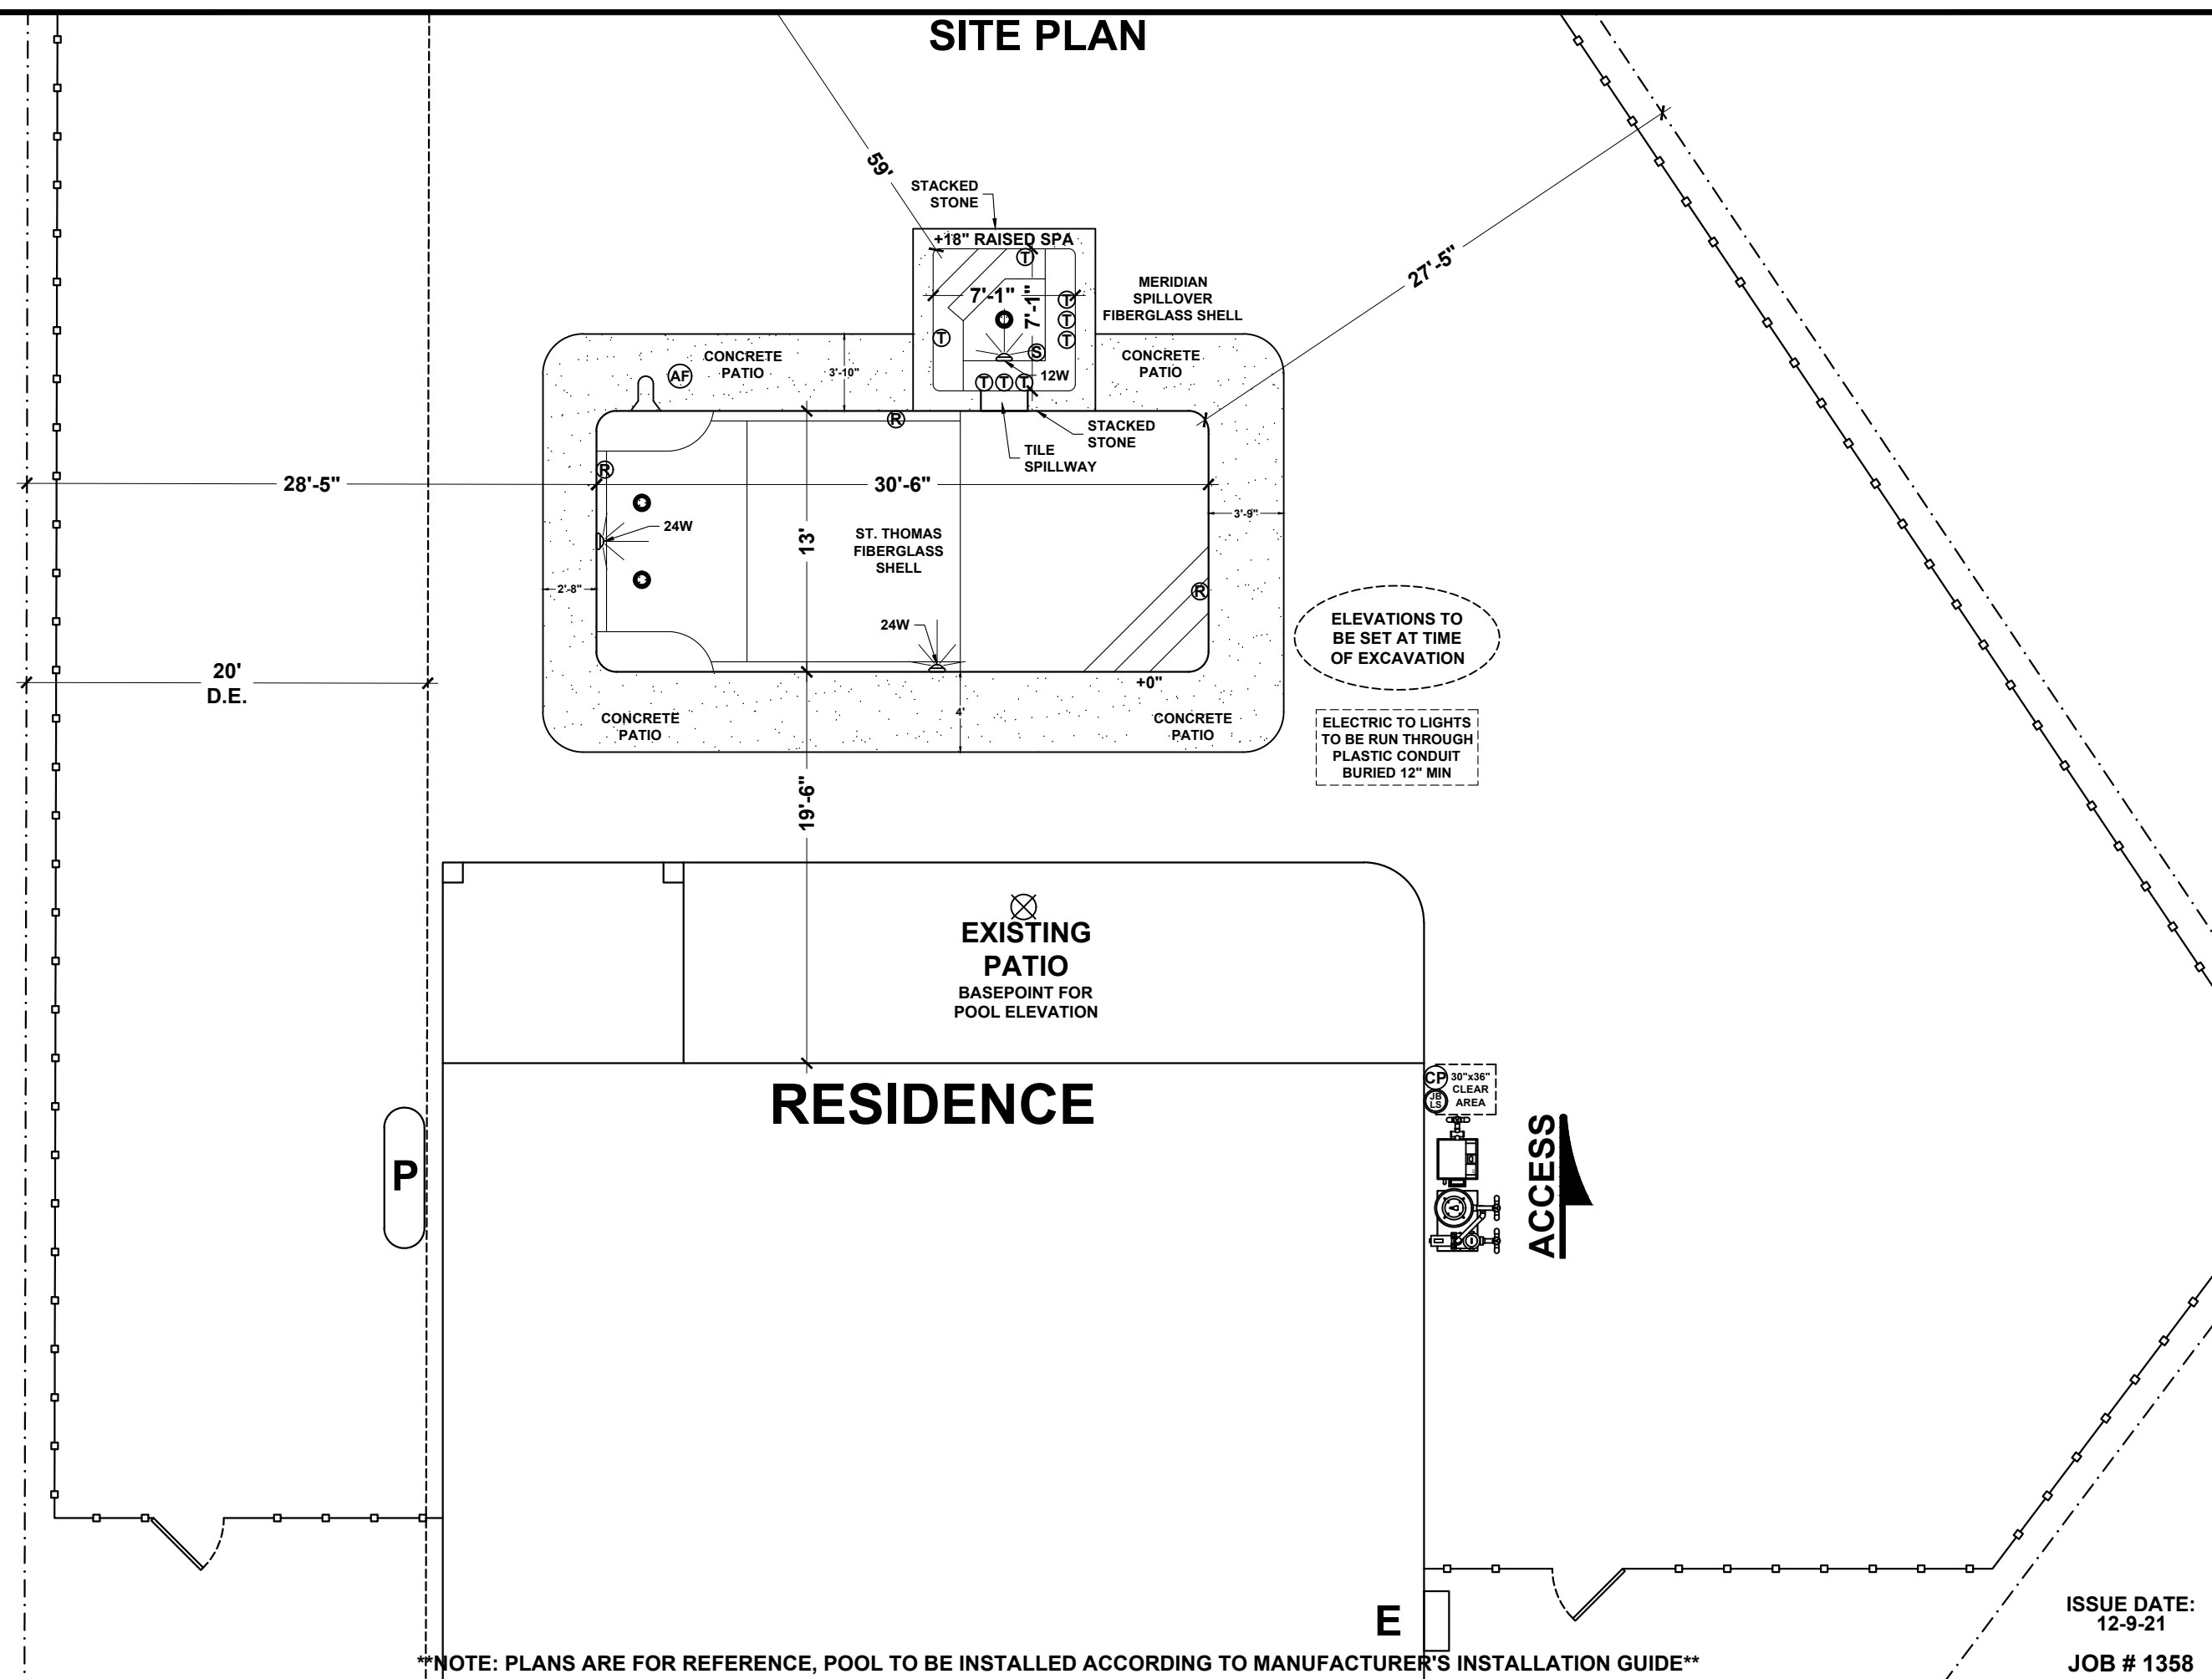 SITE PLAN
59'
STACKED
STONE
+18" RAISED SPA
27'-5"
MERIDIAN
SPILLOVER
FIBERGLASS SHELL
7'-1"
7'-1"
T
T
T
T
T
S
T T T
12W
CONCRETE
PATIO
AF
3'-10"
CONCRETE
PATIO
R
STACKED
STONE
TILE
SPILLWAY
R
28'-5"
30'-6"
3'-9"
24W
13'
ST. THOMAS
FIBERGLASS
SHELL
2'-8"
R
24W
ELEVATIONS TO
BE SET AT TIME
OF EXCAVATION
20'
D.E.
+0"
CONCRETE
PATIO
4'
CONCRETE
PATIO
ELECTRIC TO LIGHTS
TO BE RUN THROUGH
PLASTIC CONDUIT
BURIED 12" MIN
19'-6"
EXISTING
PATIO
BASEPOINT FOR
POOL ELEVATION
RESIDENCE
CP
30"x36"
CLEAR
AREA
JB
LS
ACCESS
P
E
ISSUE DATE:
12-9-21
**NOTE: PLANS ARE FOR REFERENCE, POOL TO BE INSTALLED ACCORDING TO MANUFACTURER'S INSTALLATION GUIDE**
JOB # 1358